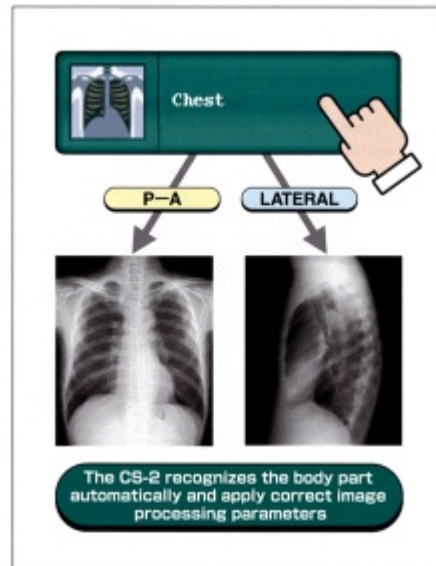 Chest
P-A
LATERAL
The CS-2 recognizes the body part
automatically and apply correct image
processing parameters